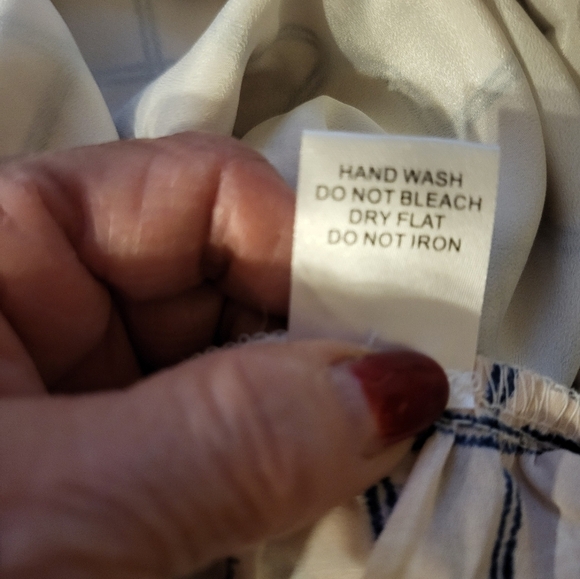 HAND WASH
DO NOT BLEACH
DRY FLAT
DO NOT IRON